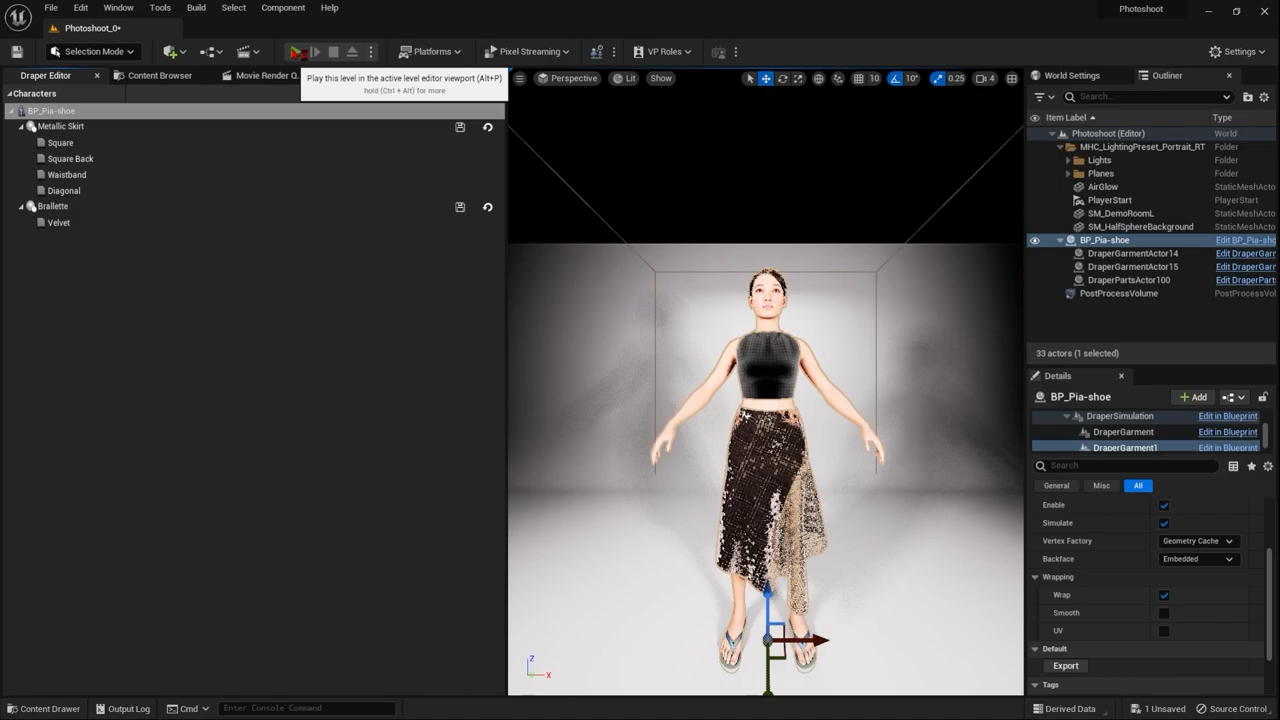 File Edit Window Tools Build Select Component Help
Photoshoot
Photoshoot_0*
Selection Mode
Platforms
Pixel Streaming
VP Roles
Settings
Draper Editor
Content Browser
Movie Render Q
Play this level in the active level editor viewport (Alt+P)
hold (Ctrl + Alt) for more
Perspective
Lit
Show
10
10°
0.25
4
World Settings
Outliner
Characters
BP_Pia-shoe
Metallic Skirt
Square
Square Back
Waistband
Diagonal
Brallette
Velvet
Z
X
Search...
Item Label Type
Photoshoot (Editor) World
MHC_LightingPreset_Portrait_RT Folder
Lights Folder
Planes Folder
AirGlow StaticMeshActo
PlayerStart PlayerStart
SM_DemoRoomL StaticMeshActo
SM_HalfSphereBackground StaticMeshActo
BP_Pia-shoe Edit BP_Pia-sho
DraperGarmentActor14 Edit DraperGarr
DraperGarmentActor15 Edit DraperGarr
DraperPartsActor100 Edit DraperPart
PostProcessVolume PostProcessVolum
33 actors (1 selected)
Details
BP_Pia-shoe
Add
DraperSimulation Edit in Blueprint
DraperGarment Edit in Blueprint
DraperGarment1 Edit in Blueprint
Search
General Misc All
Enable
Simulate
Vertex Factory Geometry Cache
Backface Embedded
Wrapping
Wrap
Smooth
UV
Default
Export
Tags
Content Drawer
Output Log
Cmd
Enter Console Command
Derived Data
1 Unsaved
Source Control